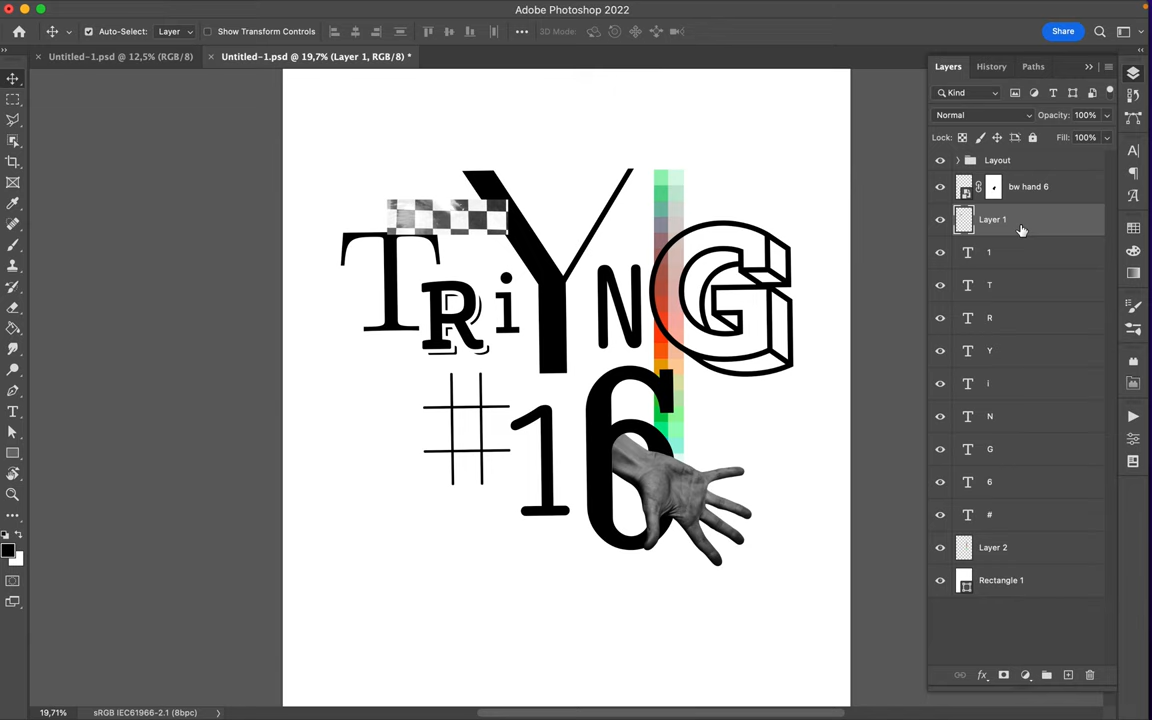 Adobe Photoshop 2022
Auto-Select: Layer Show Transform Controls ••• 3D Mode: Share
Untitled-1.psd @ 12,5% (RGB/8)
Untitled-1.psd @ 19,7% (Layer 1, RGB/8) *
Layers History Paths
Kind
Normal Opacity: 100%
Lock: Fill: 100%
Layout
bw hand 6
Layer 1
T 1
T T
T R
T Y
T i
T N
T G
T 6
T #
Layer 2
Rectangle 1
TRiYNG
#16
19,71% sRGB IEC61966-2.1 (8bpc)
fx